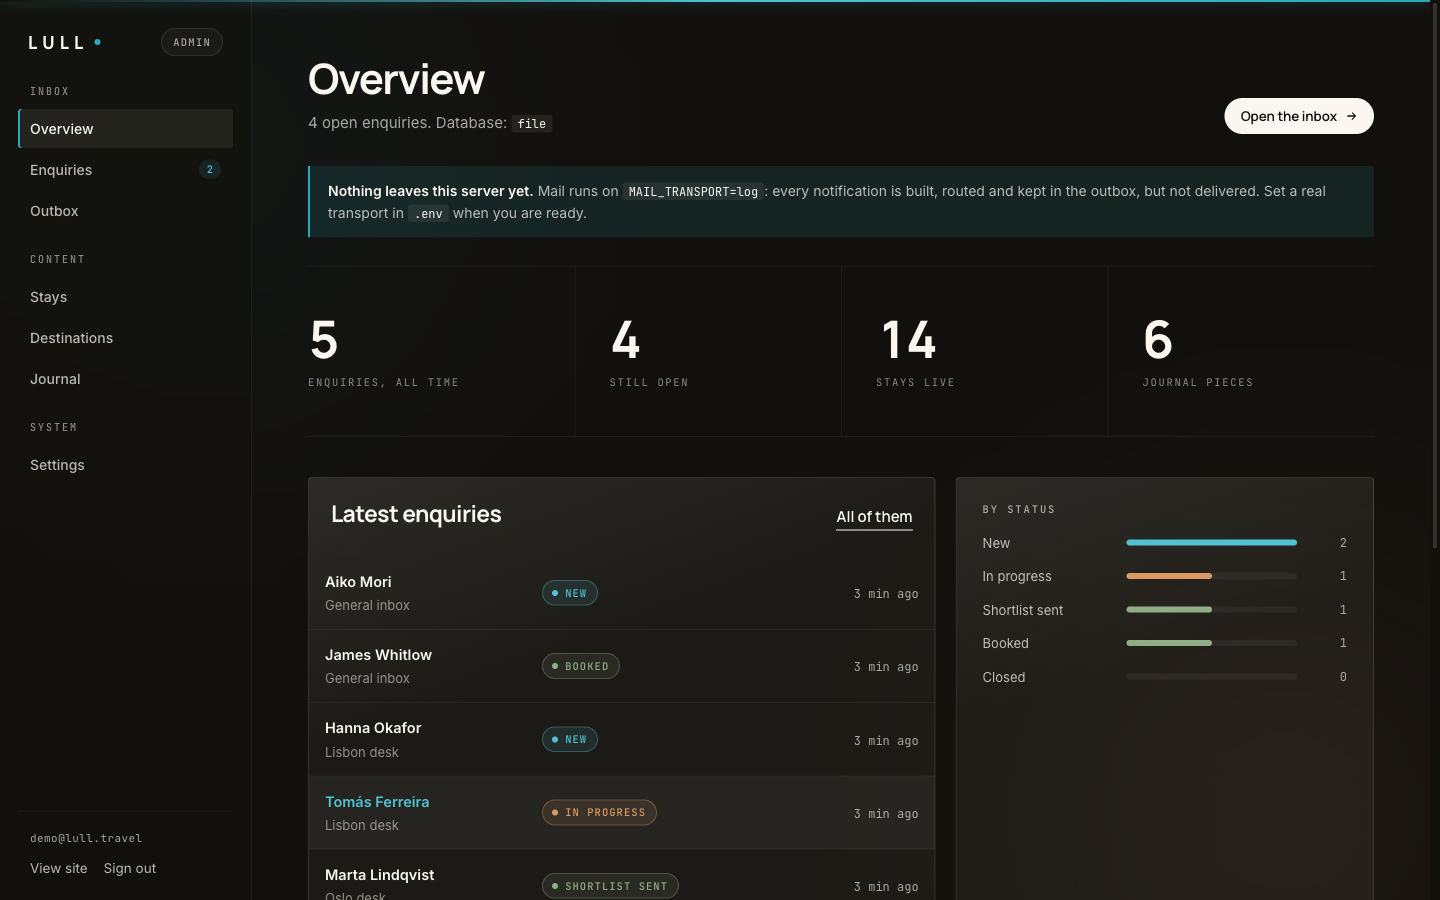 LULL
ADMIN
INBOX
Overview
Enquiries 2
Outbox
CONTENT
Stays
Destinations
Journal
SYSTEM
Settings
demo@lull.travel
View site Sign out
Overview
4 open enquiries. Database: file
Open the inbox →
Nothing leaves this server yet. Mail runs on MAIL_TRANSPORT=log: every notification is built, routed and kept in the outbox, but not delivered. Set a real
transport in .env when you are ready.
5
ENQUIRIES, ALL TIME
4
STILL OPEN
14
STAYS LIVE
6
JOURNAL PIECES
Latest enquiries
All of them
Aiko Mori
General inbox
NEW
3 min ago
James Whitlow
General inbox
BOOKED
3 min ago
Hanna Okafor
Lisbon desk
NEW
3 min ago
Tomás Ferreira
Lisbon desk
IN PROGRESS
3 min ago
Marta Lindqvist
Oslo desk
SHORTLIST SENT
3 min ago
BY STATUS
New 2
In progress 1
Shortlist sent 1
Booked 1
Closed 0